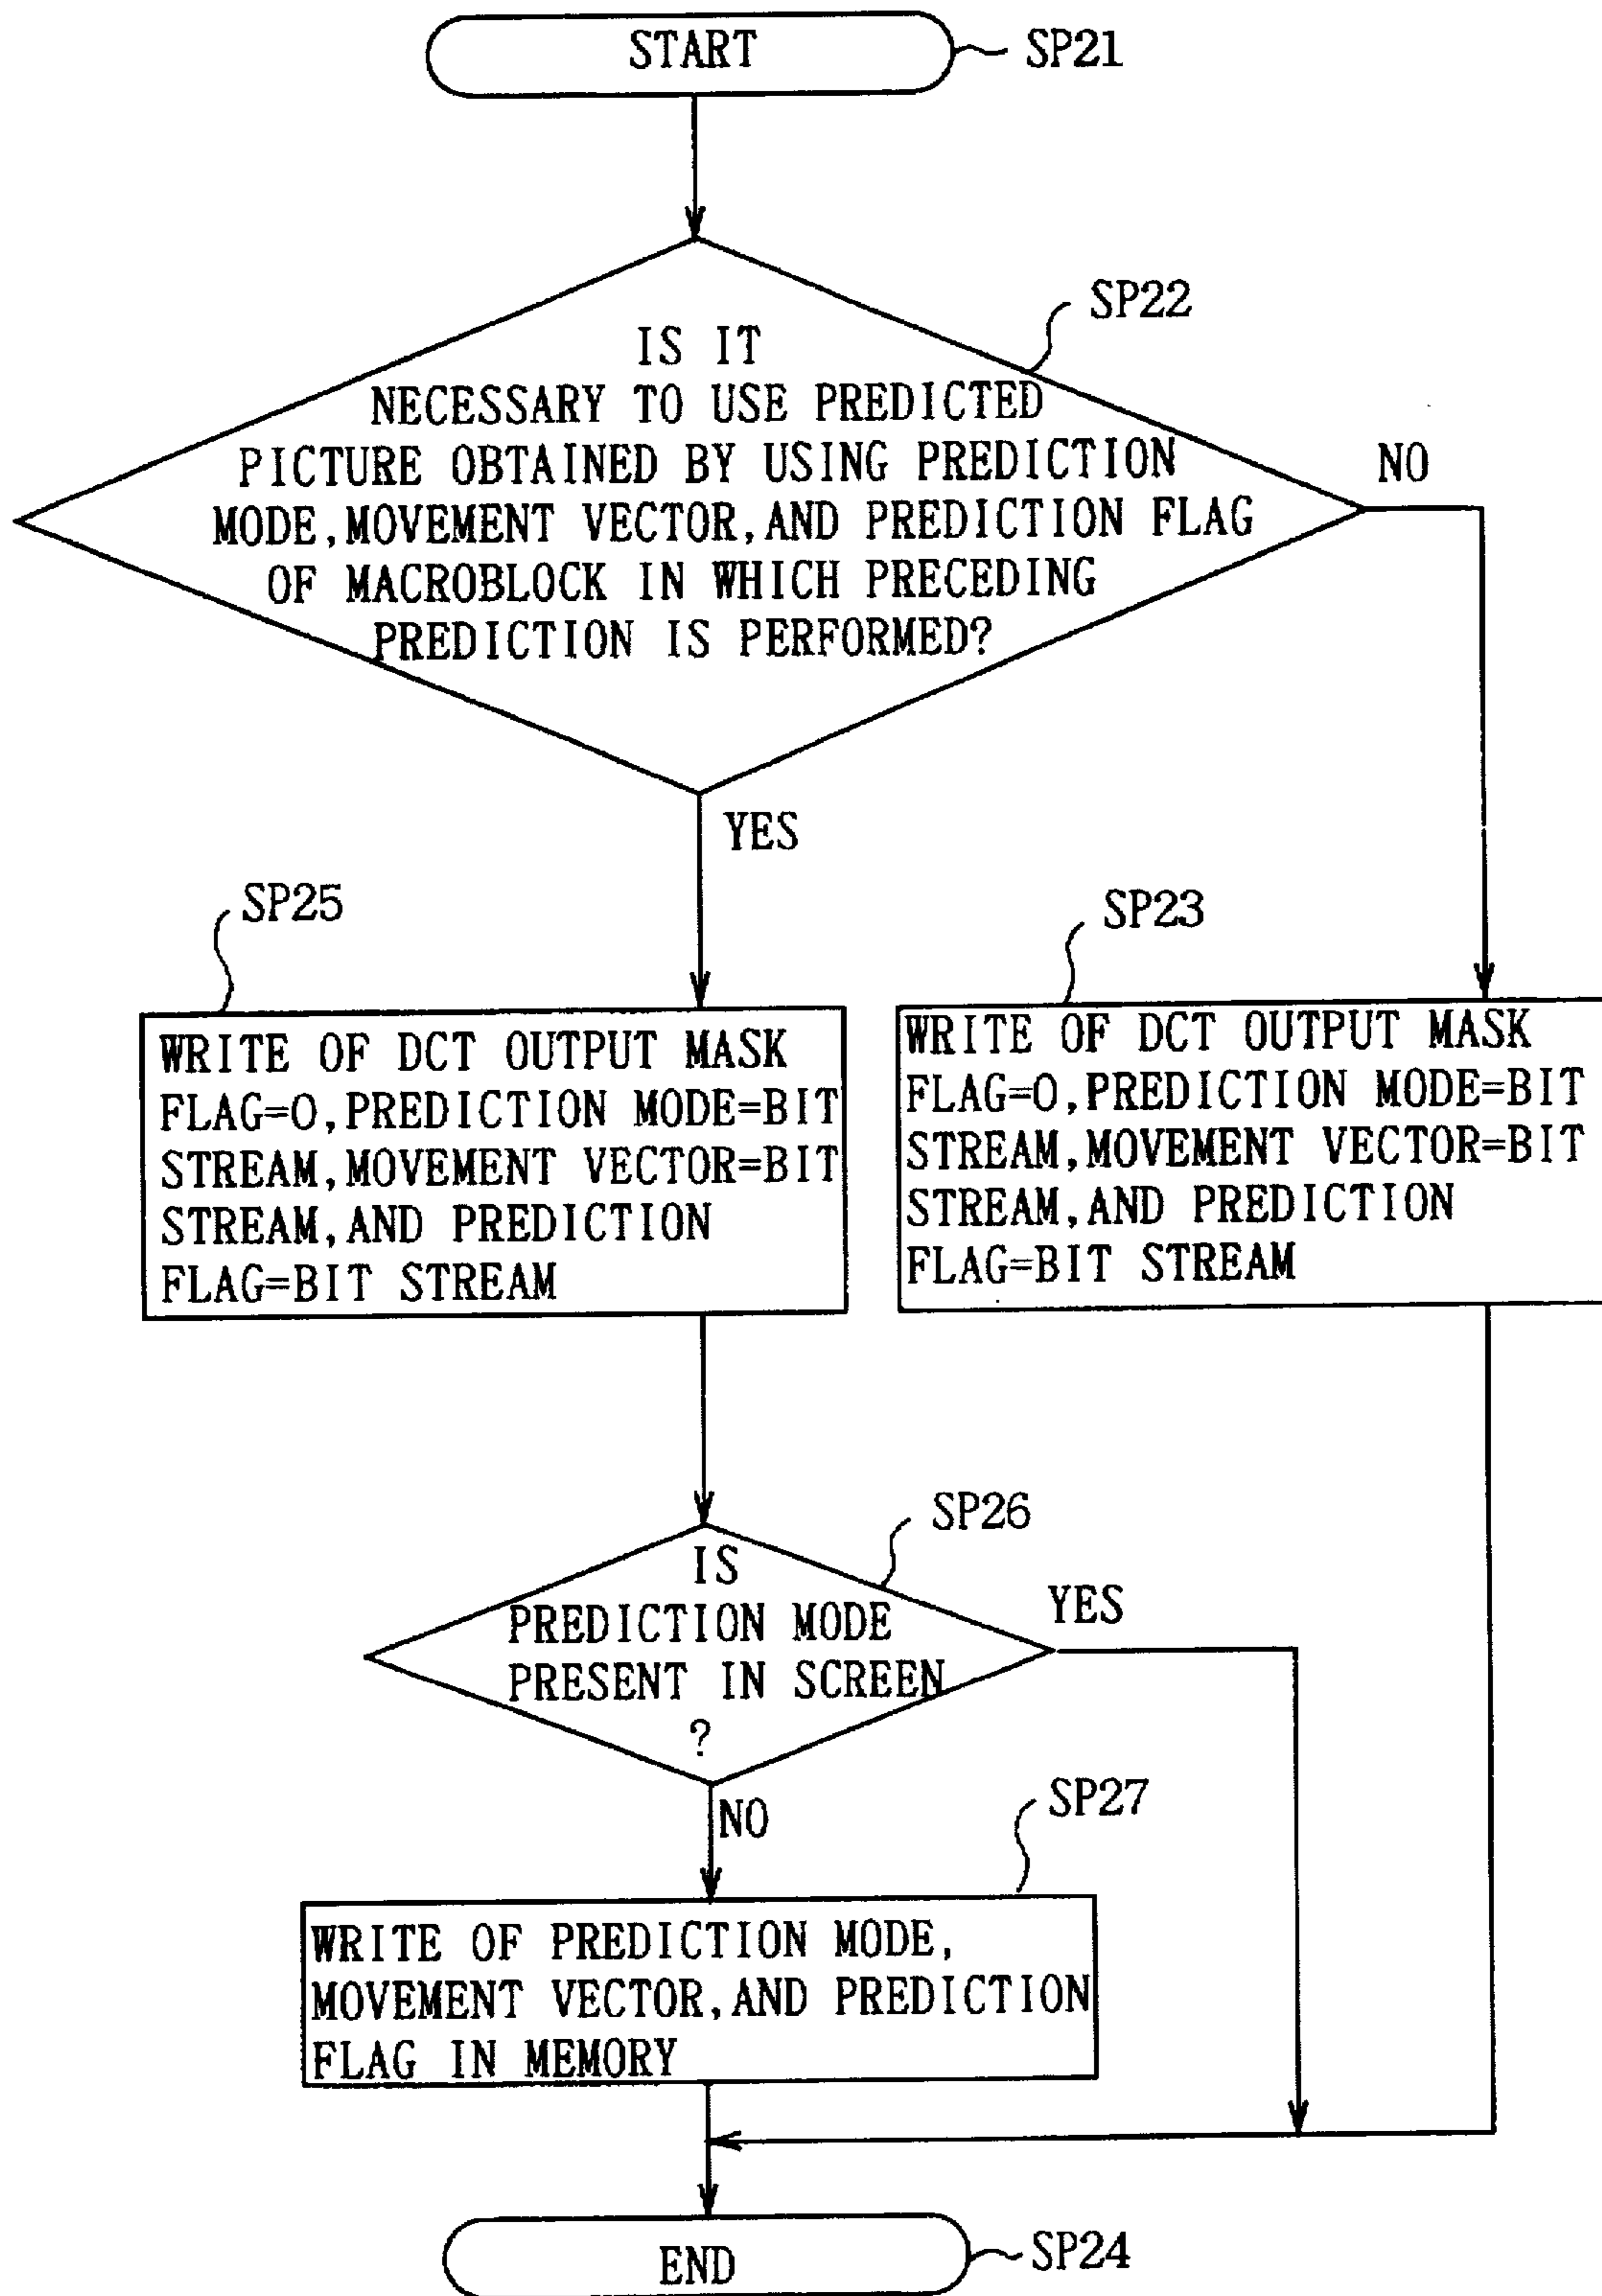 START
SP21
SP22
IS IT
NECESSARY TO USE PREDICTED
PICTURE OBTAINED BY USING PREDICTION
MODE,MOVEMENT VECTOR,AND PREDICTION FLAG
OF MACROBLOCK IN WHICH PRECEDING
PREDICTION IS PERFORMED?
NO
YES
SP25
WRITE OF DCT OUTPUT MASK
FLAG=0,PREDICTION MODE=BIT
STREAM,MOVEMENT VECTOR=BIT
STREAM,AND PREDICTION
FLAG=BIT STREAM
SP23
WRITE OF DCT OUTPUT MASK
FLAG=0,PREDICTION MODE=BIT
STREAM,MOVEMENT VECTOR=BIT
STREAM,AND PREDICTION
FLAG=BIT STREAM
SP26
IS
PREDICTION MODE
PRESENT IN SCREEN
?
YES
NO
SP27
WRITE OF PREDICTION MODE,
MOVEMENT VECTOR,AND PREDICTION
FLAG IN MEMORY
END
SP24